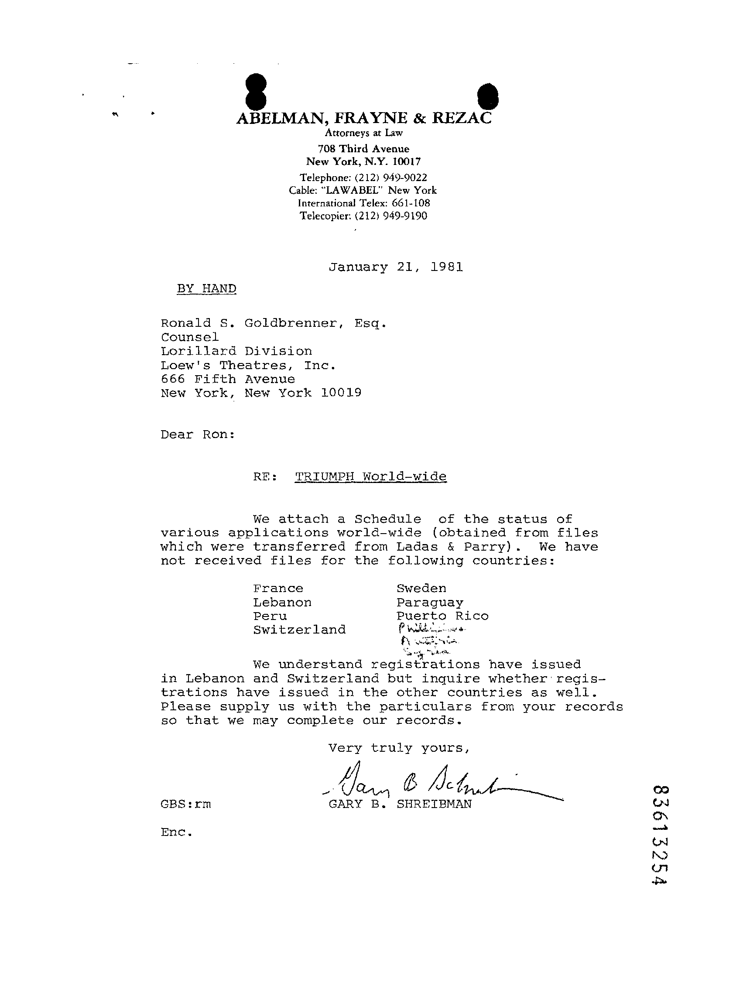 ABELMAN, FRAYNE & REZAC
Attorneys at Law
708 Third Avenue
New York, N.Y. 10017
Telephone: (212) 949-9022
Cable: "LAWABEL" New York
International Telex: 661-108
Telecopier: (212) 949-9190
January 21, 1981
BY HAND
Ronald S. Goldbrenner, Esq.
Counsel
Lorillard Division
Loew's Theatres, Inc.
666 Fifth Avenue
New York, New York 10019
Dear Ron:
RE: TRIUMPH World-wide
We attach a Schedule of the status of
various applications world-wide (obtained from files
which were transferred from Ladas & Parry). We have
not received files for the following countries:
France Sweden
Lebanon Paraguay
Peru Puerto Rico
Switzerland
We understand registrations have issued
in Lebanon and Switzerland but inquire whether regis-
trations have issued in the other countries as well.
Please supply us with the particulars from your records
so that we may complete our records.
Very truly yours,
GBS:rm GARY B. SHREIBMAN
Enc.
83613254